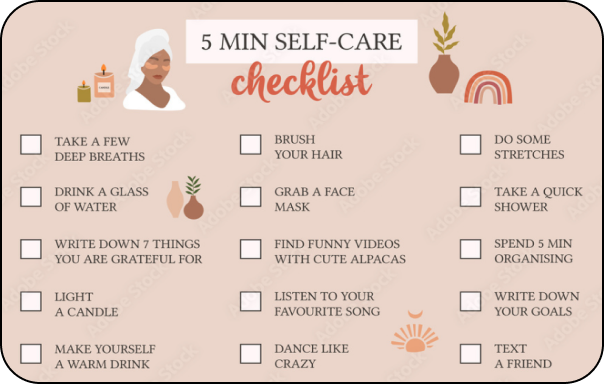 5 MIN SELF-CARE
checklist
TAKE A FEW
DEEP BREATHS
DRINK A GLASS
OF WATER
WRITE DOWN 7 THINGS
YOU ARE GRATEFUL FOR
LIGHT
A CANDLE
MAKE YOURSELF
A WARM DRINK
BRUSH
YOUR HAIR
GRAB A FACE
MASK
FIND FUNNY VIDEOS
WITH CUTE ALPACAS
LISTEN TO YOUR
FAVOURITE SONG
DANCE LIKE
CRAZY
DO SOME
STRETCHES
TAKE A QUICK
SHOWER
SPEND 5 MIN
ORGANISING
WRITE DOWN
YOUR GOALS
TEXT
A FRIEND
Adobe Stock